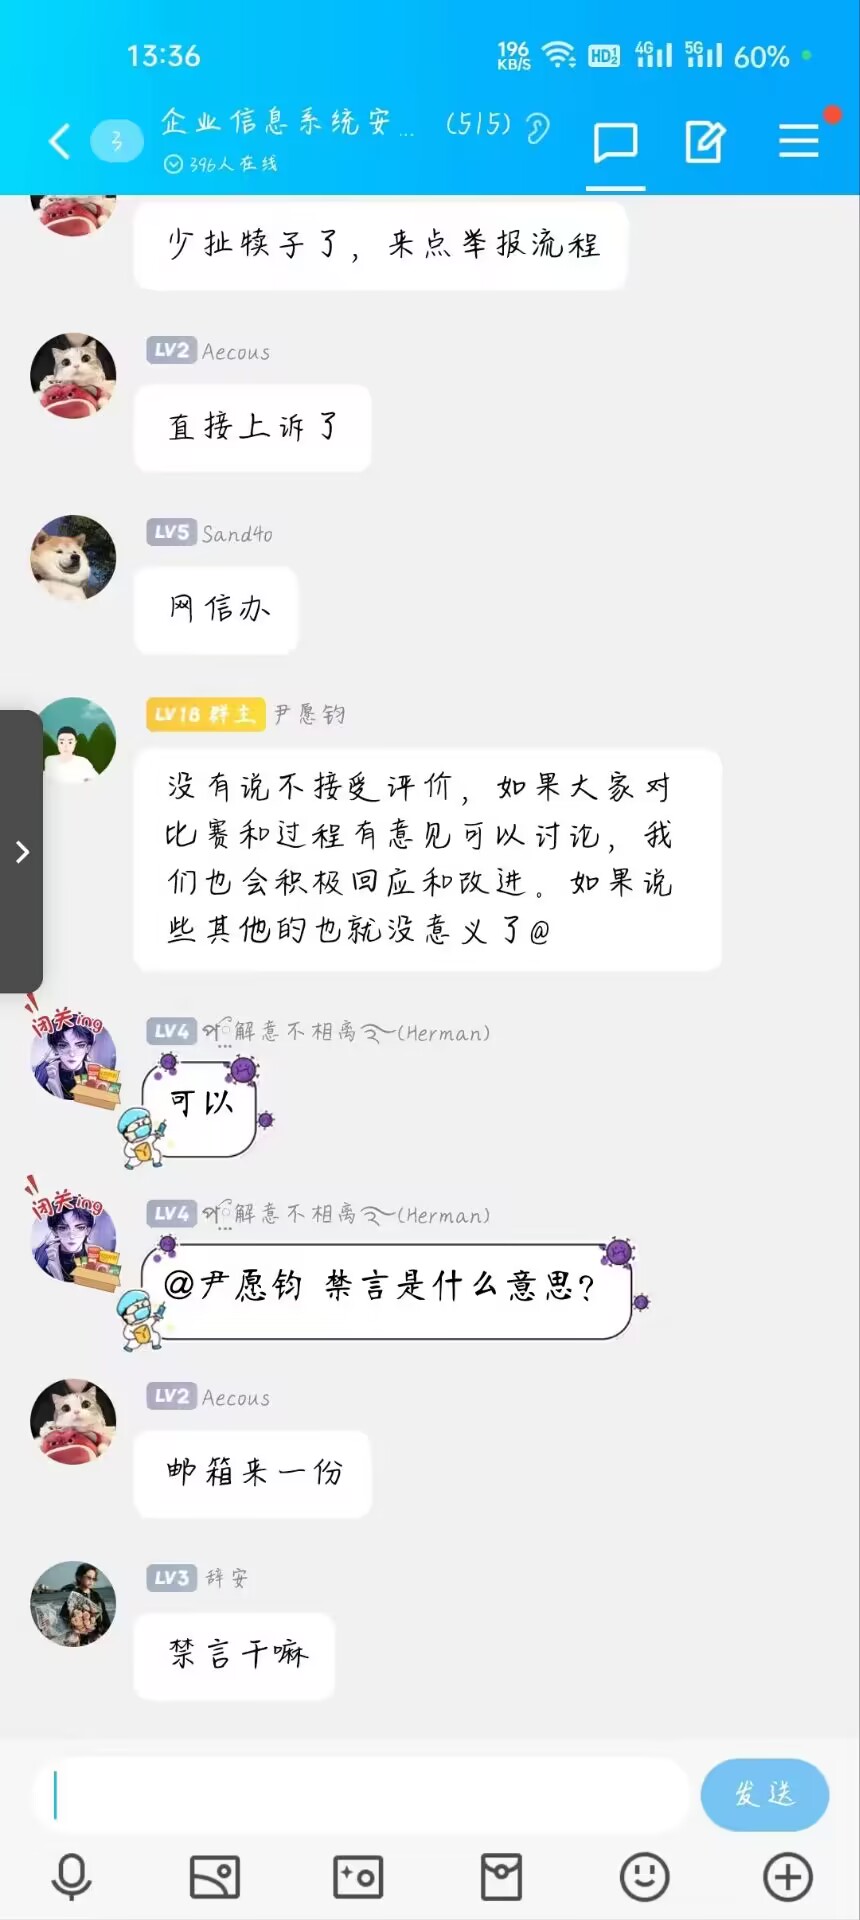 13:36
196
KB/S
HD
4G
5G
60%
3
企业信息系统安... (515)
396人在线
少扯犊子了，来点举报流程
LV2 Aecous
直接上诉了
LV5 Sand4o
网信办
LV18 群主 尹愿钧
没有说不接受评价，如果大家对
比赛和过程有意见可以讨论，我
们也会积极回应和改进。如果说
些其他的也就没意义了@
闭关ing
LV4 解意不相离(Herman)
可以
闭关ing
LV4 解意不相离(Herman)
@尹愿钧 禁言是什么意思？
LV2 Aecous
邮箱来一份
LV3 辞安
禁言干嘛
发送